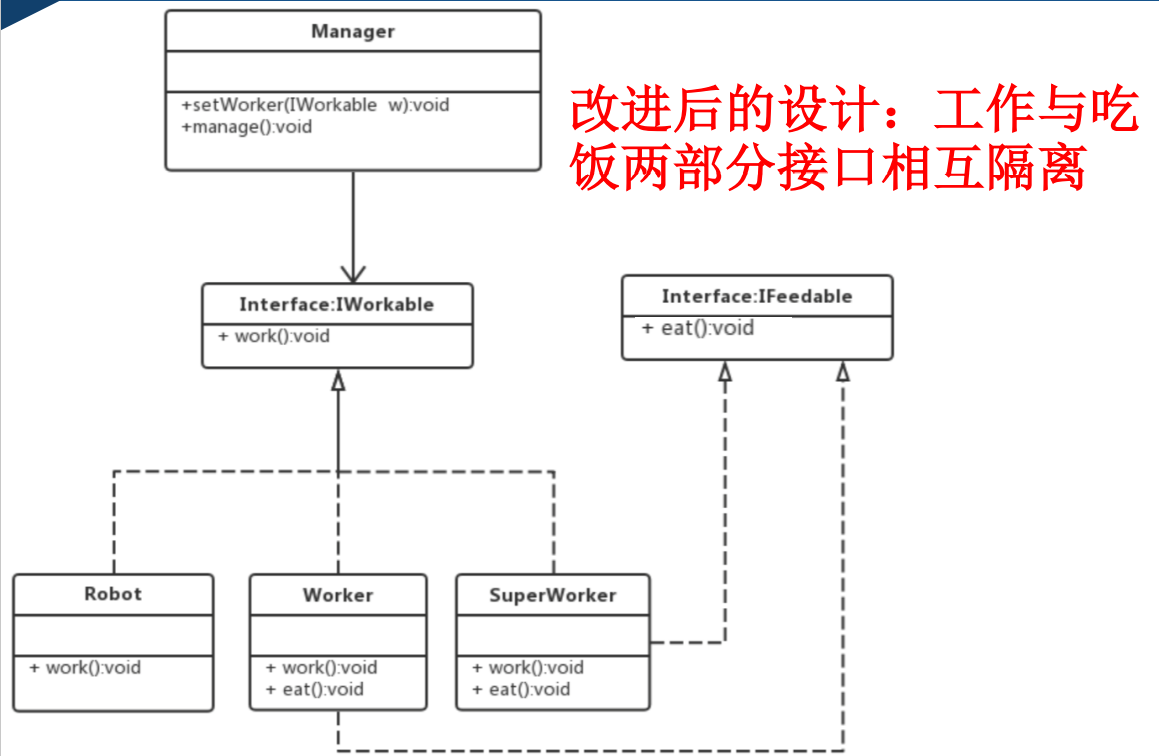 Manager
+setWorker(IWorkable w):void
+manage():void
改进后的设计：工作与吃
饭两部分接口相互隔离
Interface:IWorkable
+ work():void
Interface:IFeedable
+ eat():void
Robot
+ work():void
Worker
+ work():void
+ eat():void
SuperWorker
+ work():void
+ eat():void